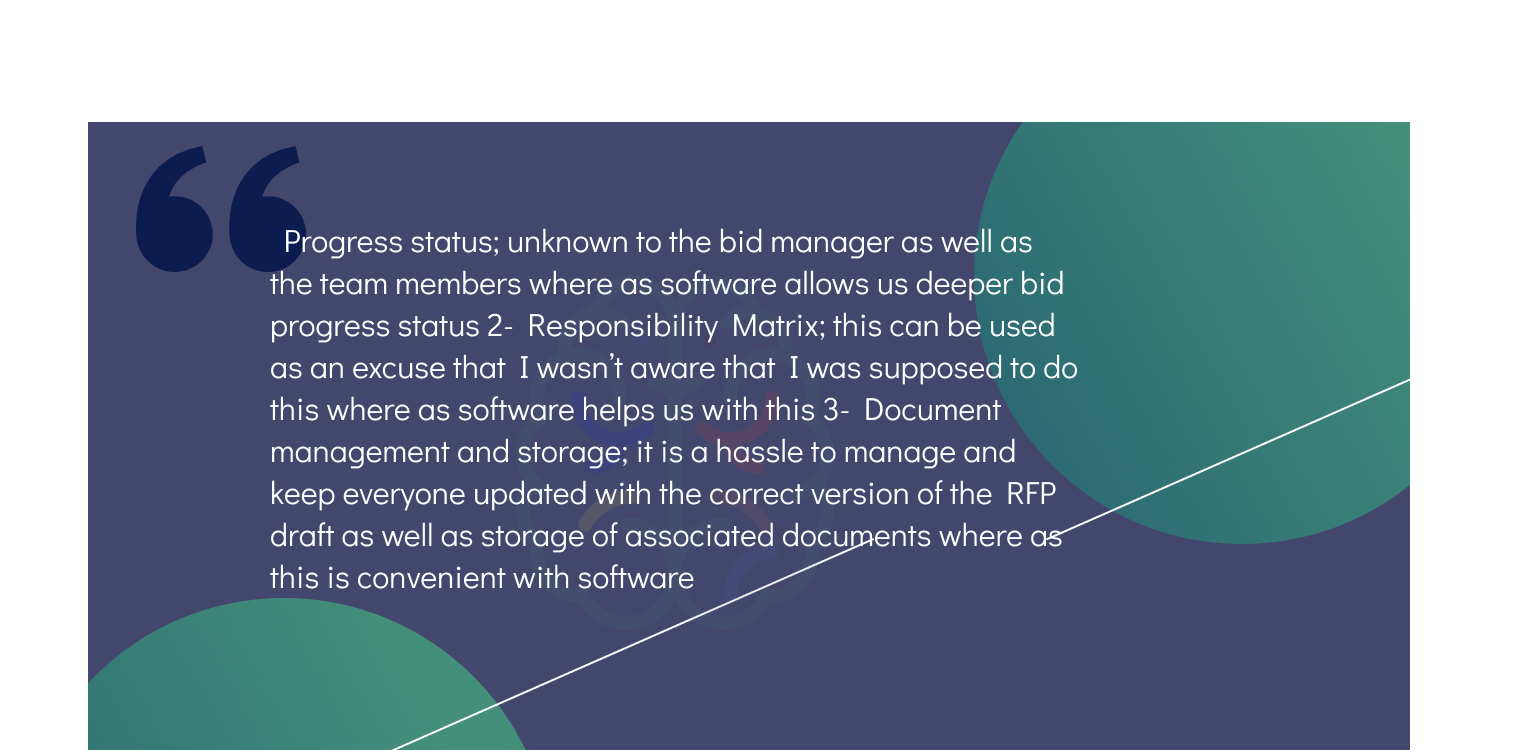 Progress status; unknown to the bid manager as well as
the team members where as software allows us deeper bid
progress status 2- Responsibility Matrix; this can be used
as an excuse that I wasn’t aware that I was supposed to do
this where as software helps us with this 3- Document
management and storage; it is a hassle to manage and
keep everyone updated with the correct version of the RFP
draft as well as storage of associated documents where as
this is convenient with software